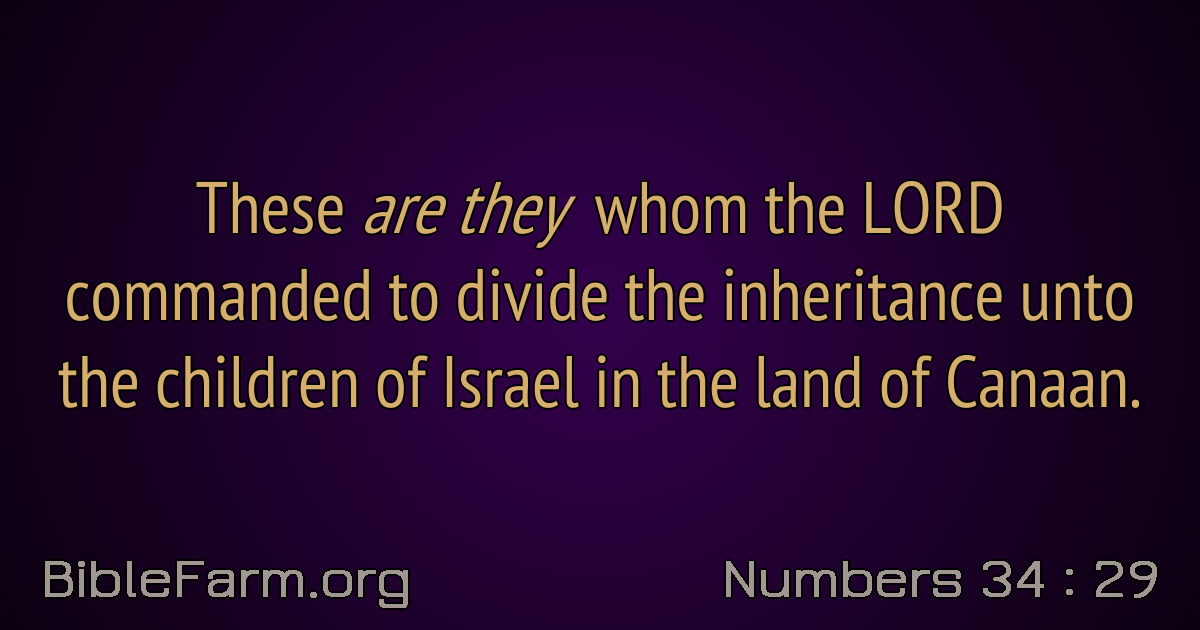 These are they whom the LORD
commanded to divide the inheritance unto
the children of Israel in the land of Canaan.
BibleFarm.org
Numbers 34 : 29